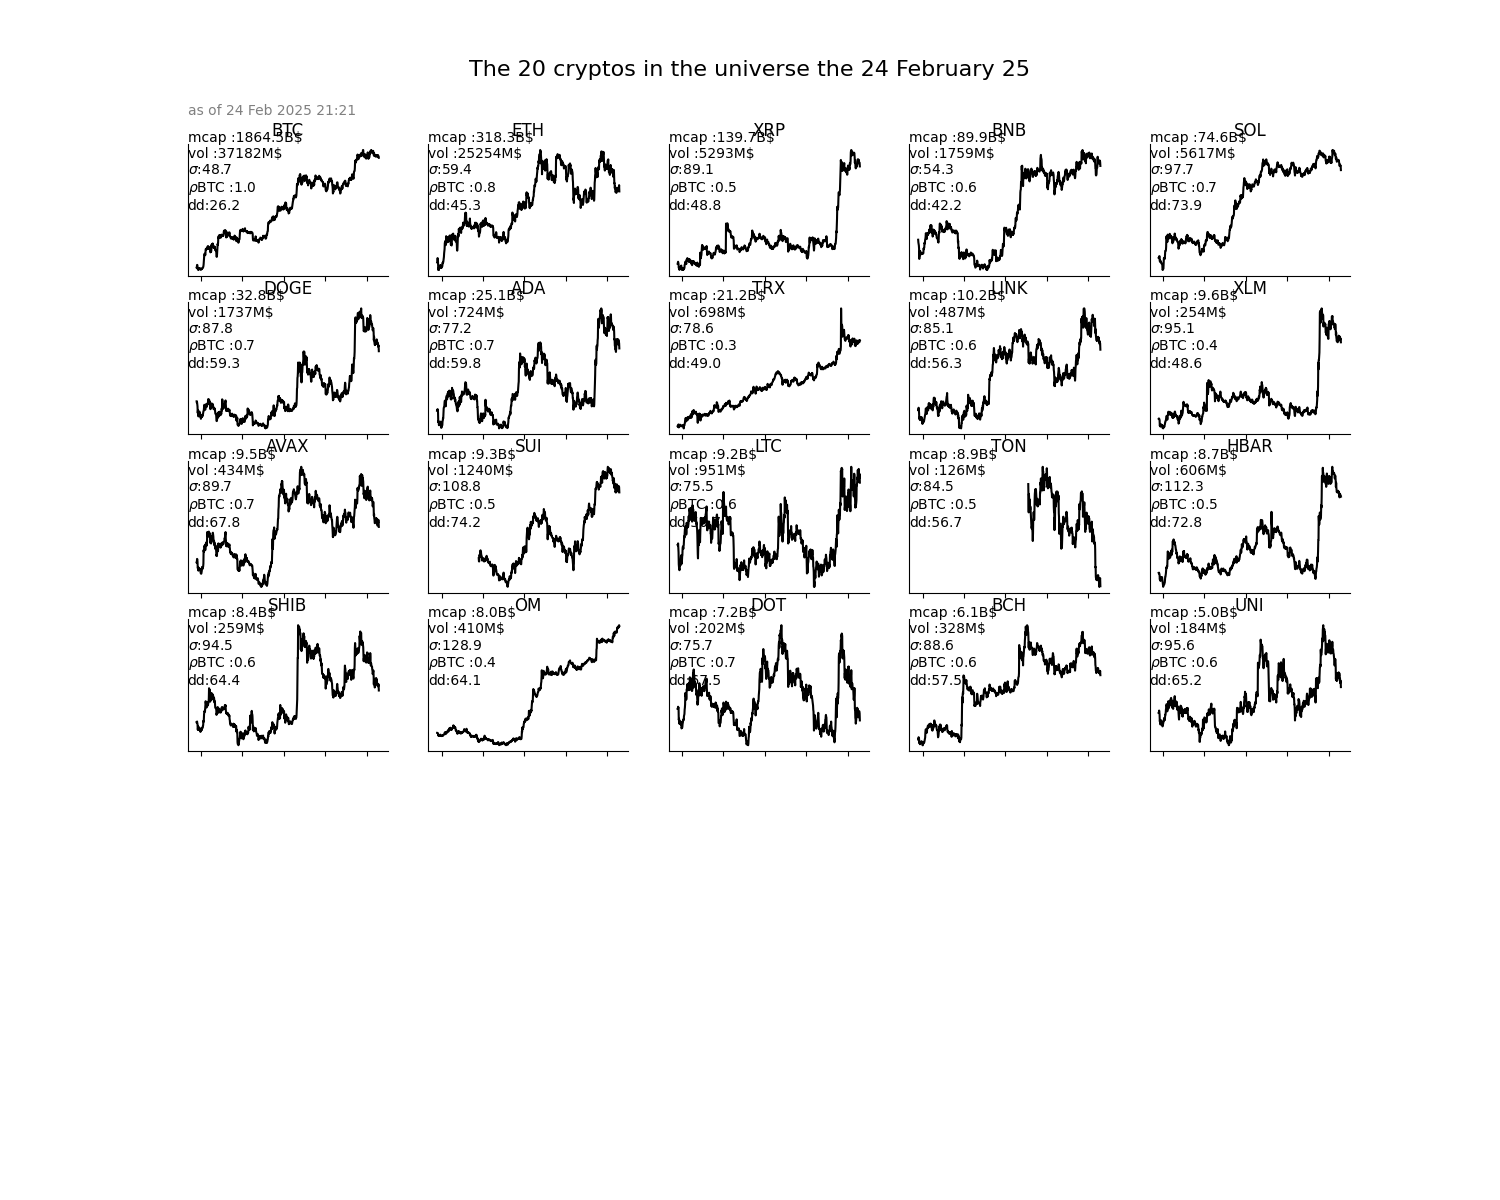 The 20 cryptos in the universe the 24 February 25
as of 24 Feb 2025 21:21
BTC
mcap :1864.5B$
vol :37182M$
σ:48.7
ρBTC :1.0
dd:26.2
ETH
mcap :318.3B$
vol :25254M$
σ:59.4
ρBTC :0.8
dd:45.3
XRP
mcap :139.7B$
vol :5293M$
σ:89.1
ρBTC :0.5
dd:48.8
BNB
mcap :89.9B$
vol :1759M$
σ:54.3
ρBTC :0.6
dd:42.2
SOL
mcap :74.6B$
vol :5617M$
σ:97.7
ρBTC :0.7
dd:73.9
DOGE
mcap :32.8B$
vol :1737M$
σ:87.8
ρBTC :0.7
dd:59.3
ADA
mcap :25.1B$
vol :724M$
σ:77.2
ρBTC :0.7
dd:59.8
TRX
mcap :21.2B$
vol :698M$
σ:78.6
ρBTC :0.3
dd:49.0
LINK
mcap :10.2B$
vol :487M$
σ:85.1
ρBTC :0.6
dd:56.3
XLM
mcap :9.6B$
vol :254M$
σ:95.1
ρBTC :0.4
dd:48.6
AVAX
mcap :9.5B$
vol :434M$
σ:89.7
ρBTC :0.7
dd:67.8
SUI
mcap :9.3B$
vol :1240M$
σ:108.8
ρBTC :0.5
dd:74.2
LTC
mcap :9.2B$
vol :951M$
σ:75.5
ρBTC :0.6
TON
mcap :8.9B$
vol :126M$
σ:84.5
ρBTC :0.5
dd:56.7
HBAR
mcap :8.7B$
vol :606M$
σ:112.3
ρBTC :0.5
dd:72.8
SHIB
mcap :8.4B$
vol :259M$
σ:94.5
ρBTC :0.6
dd:64.4
OM
mcap :8.0B$
vol :410M$
σ:128.9
ρBTC :0.4
dd:64.1
DOT
mcap :7.2B$
vol :202M$
σ:75.7
ρBTC :0.7
dd:57.5
BCH
mcap :6.1B$
vol :328M$
σ:88.6
ρBTC :0.6
dd:57.5
UNI
mcap :5.0B$
vol :184M$
σ:95.6
ρBTC :0.6
dd:65.2